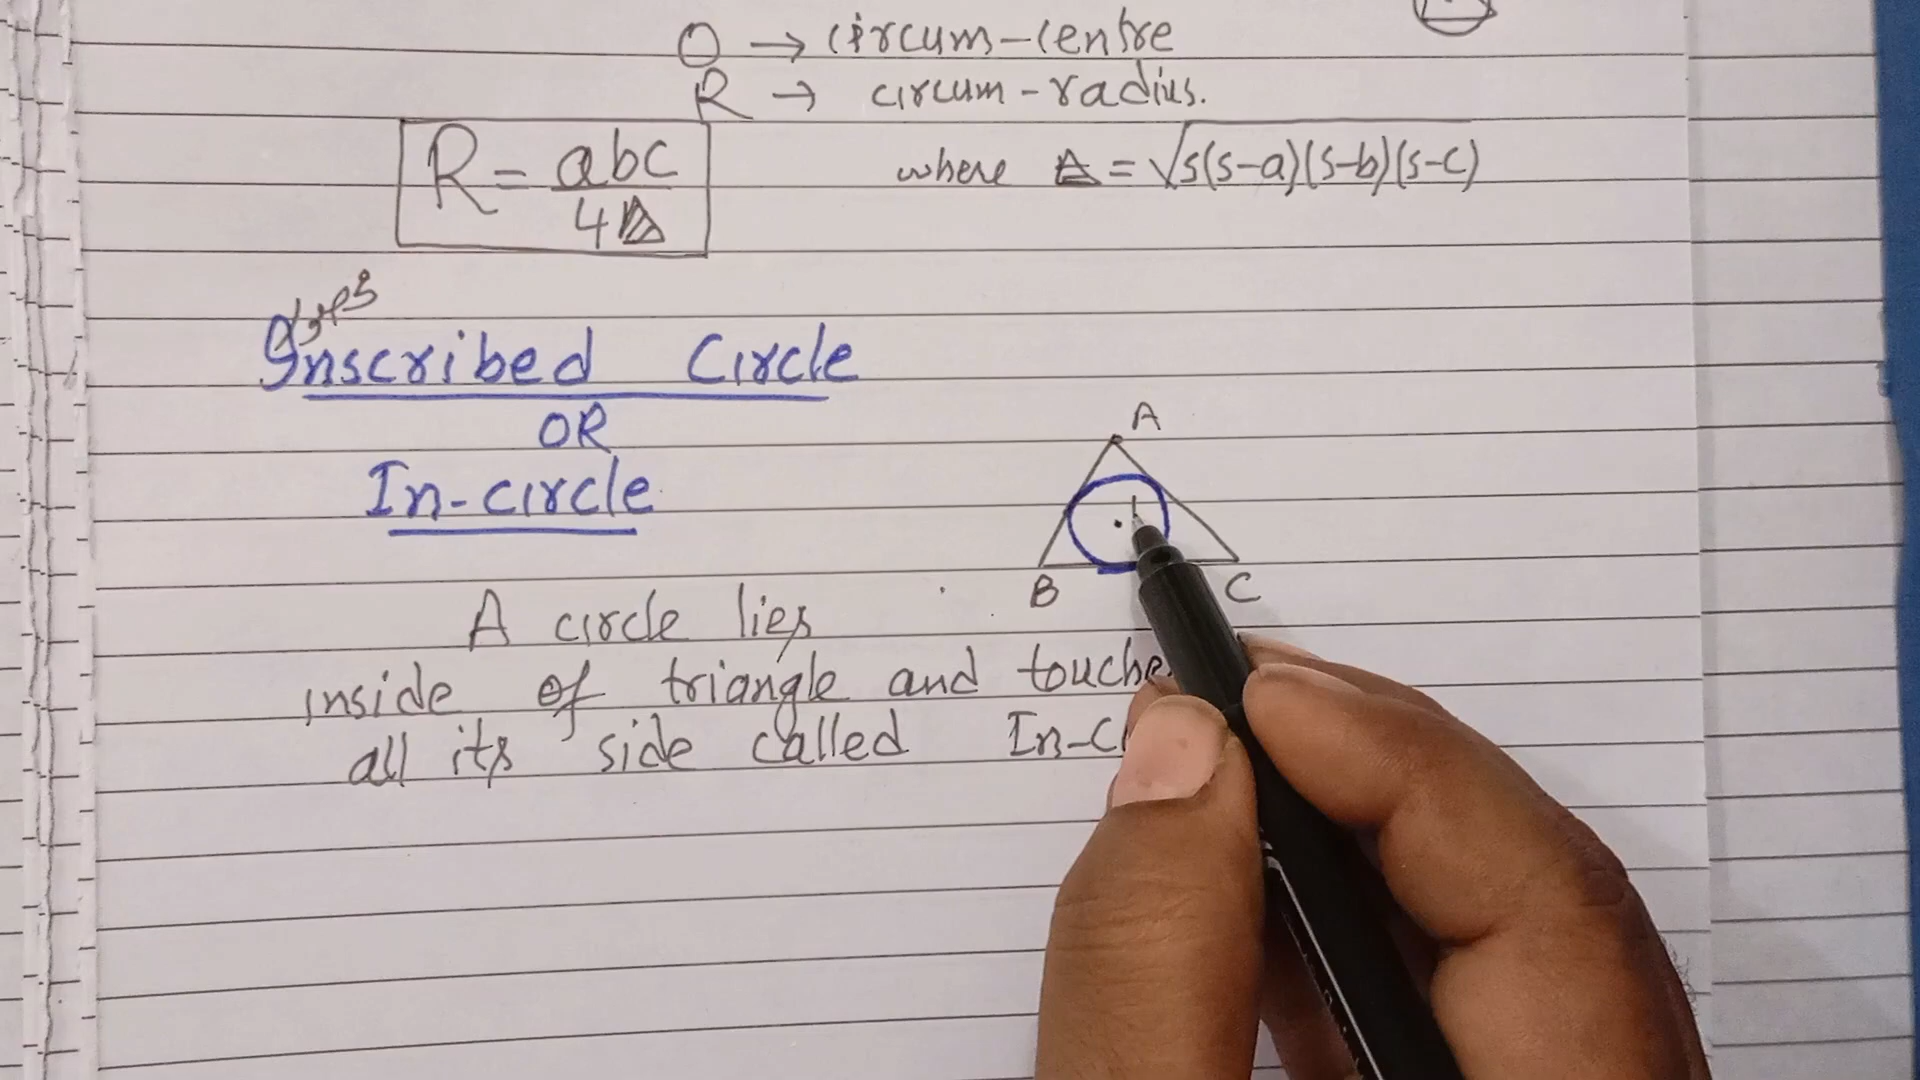 O → circum-centre
R → circum-radius.
R = abc/4Δ where Δ = √s(s-a)(s-b)(s-c)
Inscribed Circle
OR
In-circle
A
B C
A circle lies
inside of triangle and touche
all its side called In-ci